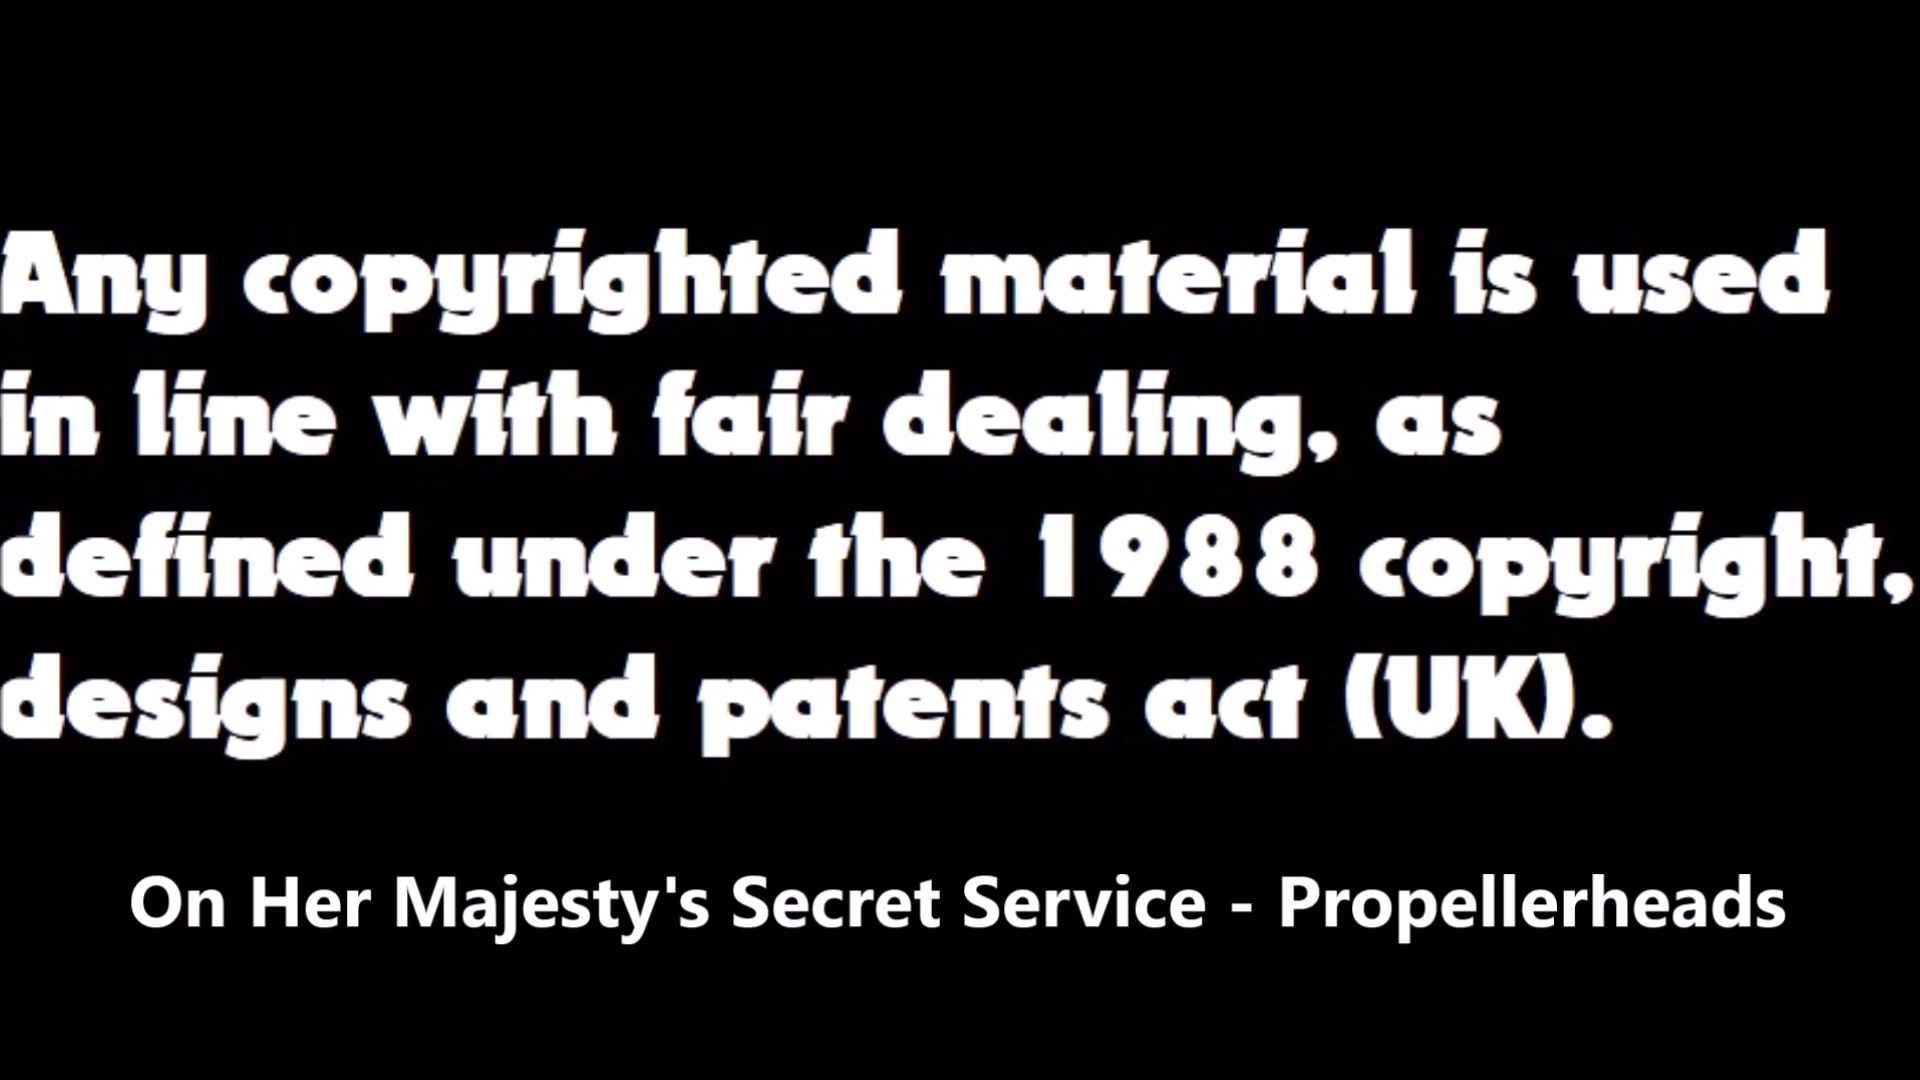 Any copyrighted material is used
in line with fair dealing, as
defined under the 1988 copyright,
designs and patents act (UK).
On Her Majesty's Secret Service - Propellerheads